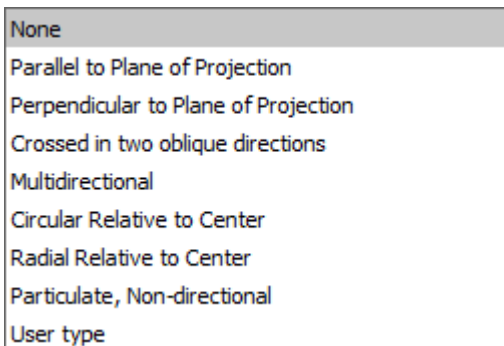 None
Parallel to Plane of Projection
Perpendicular to Plane of Projection
Crossed in two oblique directions
Multidirectional
Circular Relative to Center
Radial Relative to Center
Particulate, Non-directional
User type